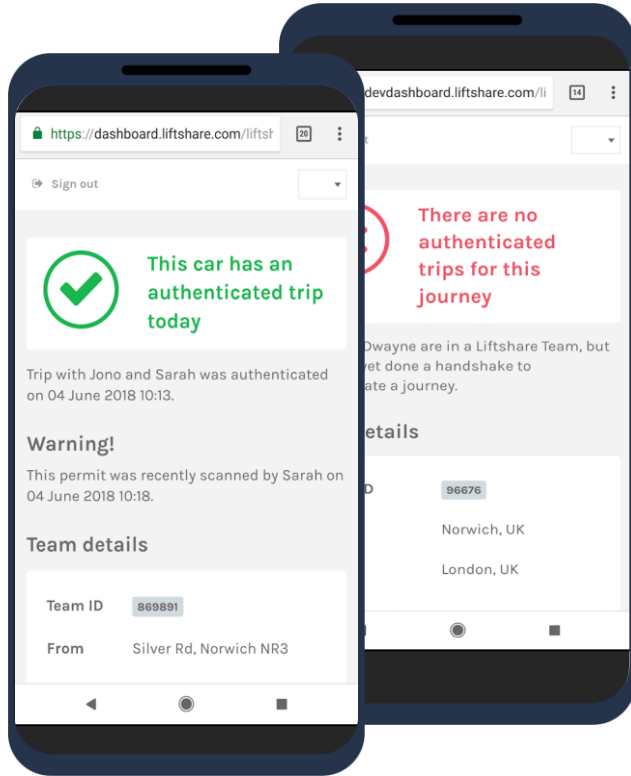 https://dashboard.liftshare.com/liftsh
20
Sign out
This car has an
authenticated trip
today
Trip with Jono and Sarah was authenticated
on 04 June 2018 10:13.
Warning!
This permit was recently scanned by Sarah on
04 June 2018 10:18.
Team details
Team ID 869891
From Silver Rd, Norwich NR3
devdashboard.liftshare.com/li
14
t
There are no
authenticated
trips for this
journey
Dwayne are in a Liftshare Team, but
yet done a handshake to
ate a journey.
etails
D 96676
Norwich, UK
London, UK